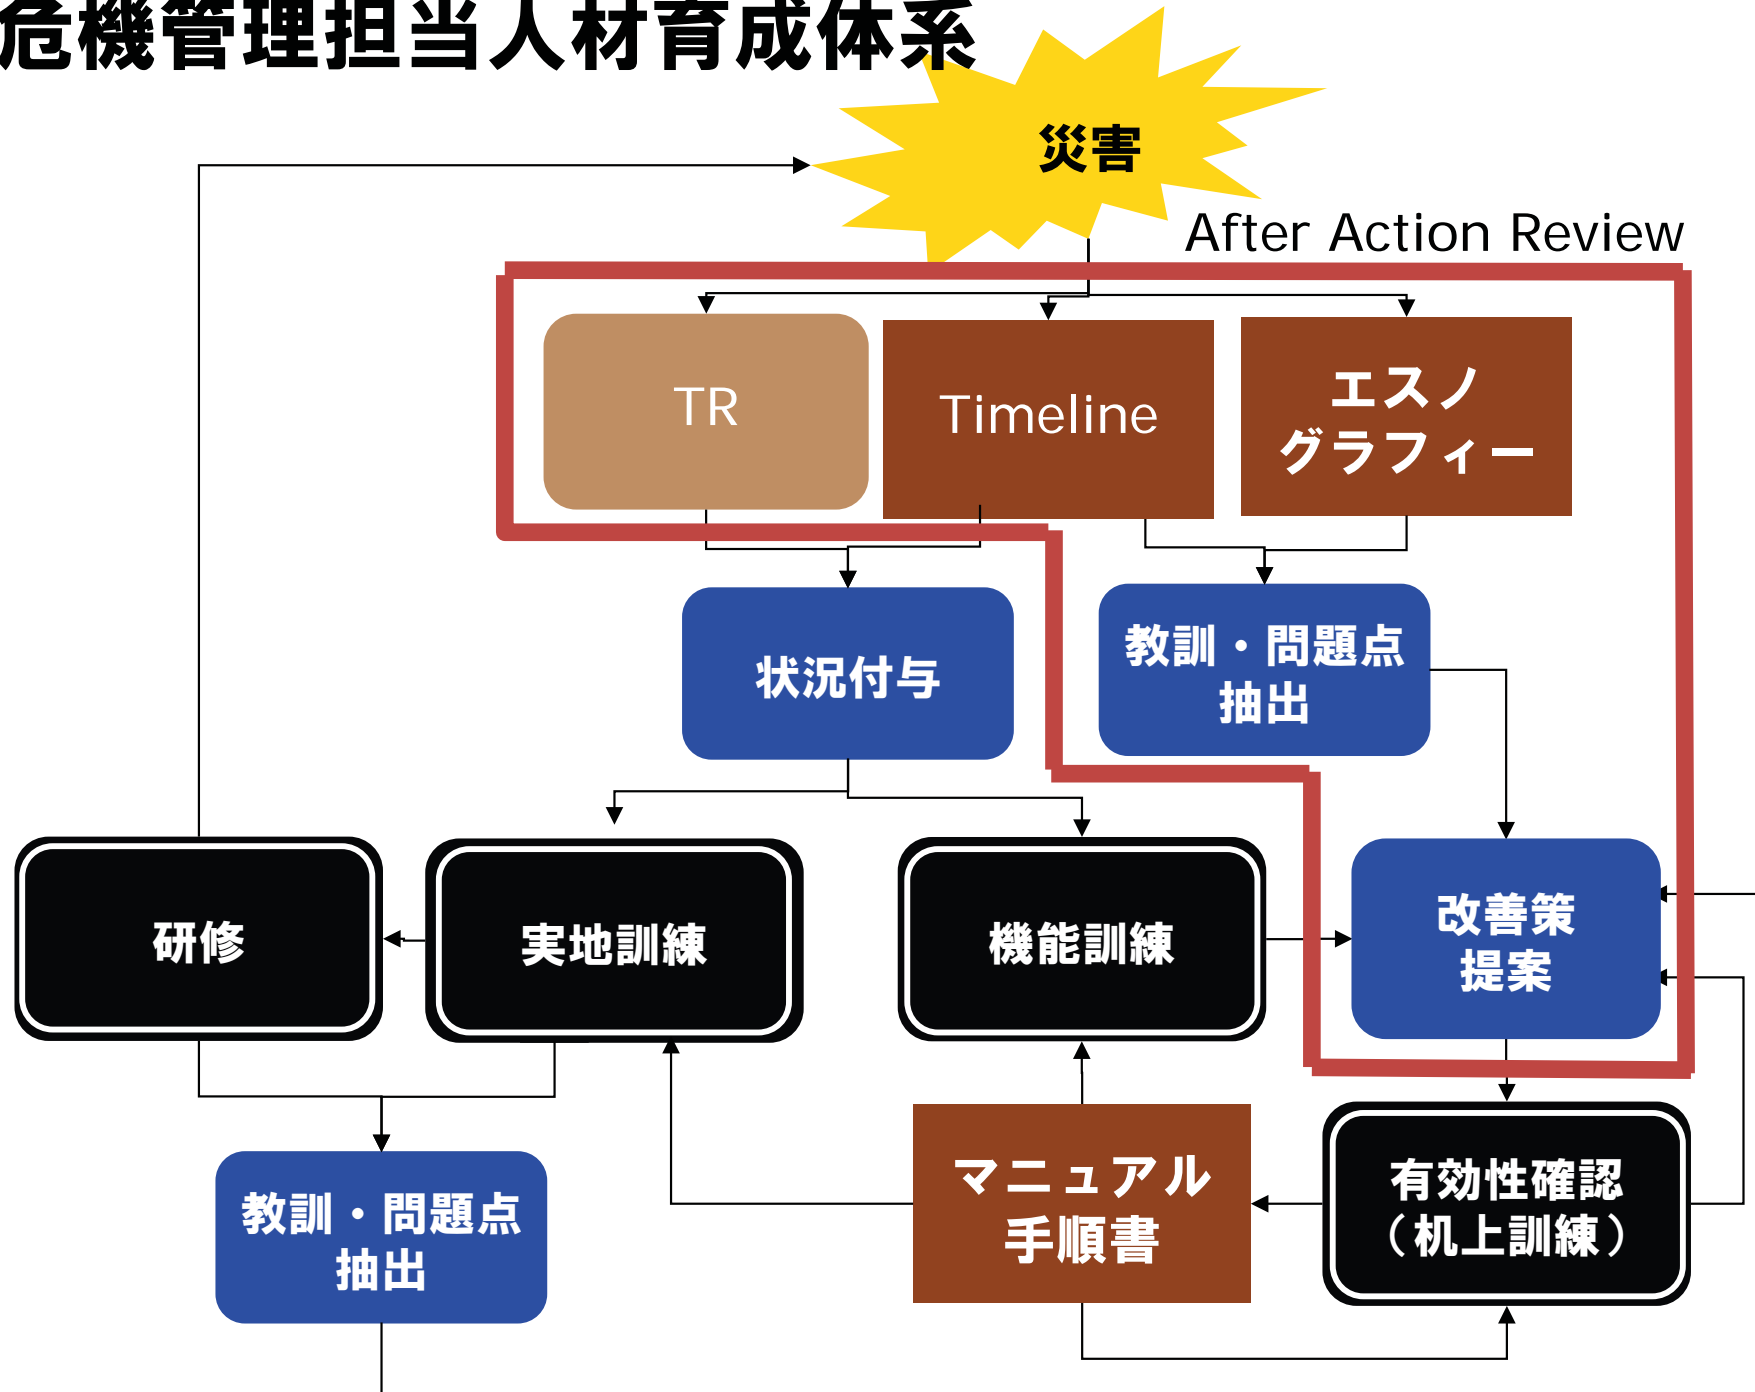 危機管理担当人材育成体系
災害
After Action Review
TR
Timeline
エスノ
グラフィー
状況付与
教訓・問題点
抽出
研修
実地訓練
機能訓練
改善策
提案
教訓・問題点
抽出
マニュアル
手順書
有効性確認
（机上訓練）